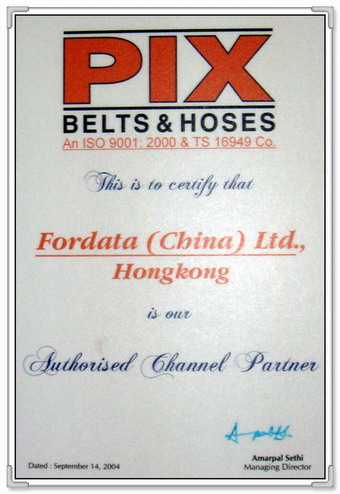 PIX
BELTS & HOSES
An ISO 9001: 2000 & TS 16949 Co.
This is to certify that
Fordata (China) Ltd.,
Hongkong
is our
Authorised Channel Partner
Amarpal Sethi
Dated : September 14, 2004
Managing Director